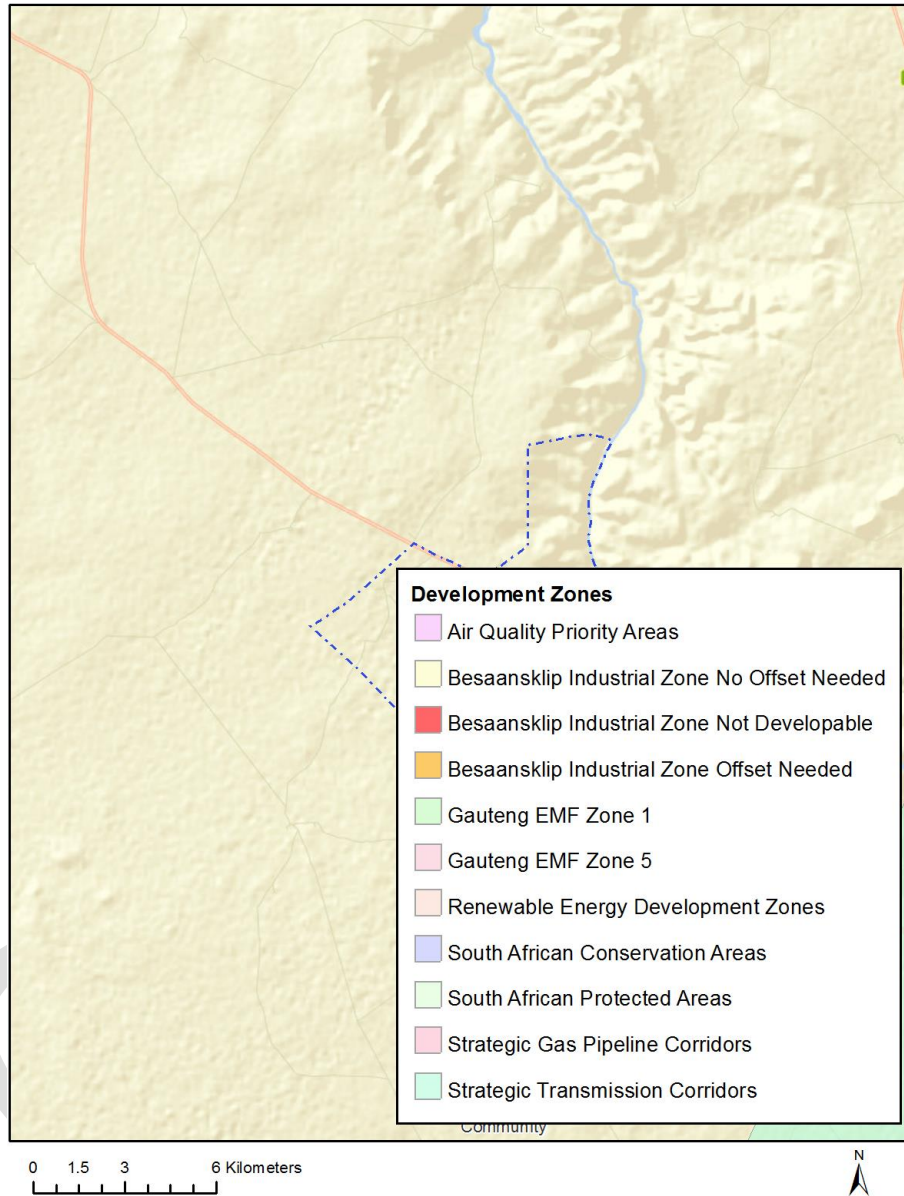 Development Zones
Air Quality Priority Areas
Besaansklip Industrial Zone No Offset Needed
Besaansklip Industrial Zone Not Developable
Besaansklip Industrial Zone Offset Needed
Gauteng EMF Zone 1
Gauteng EMF Zone 5
Renewable Energy Development Zones
South African Conservation Areas
South African Protected Areas
Strategic Gas Pipeline Corridors
Strategic Transmission Corridors
Community
0 1.5 3 6 Kilometers
N